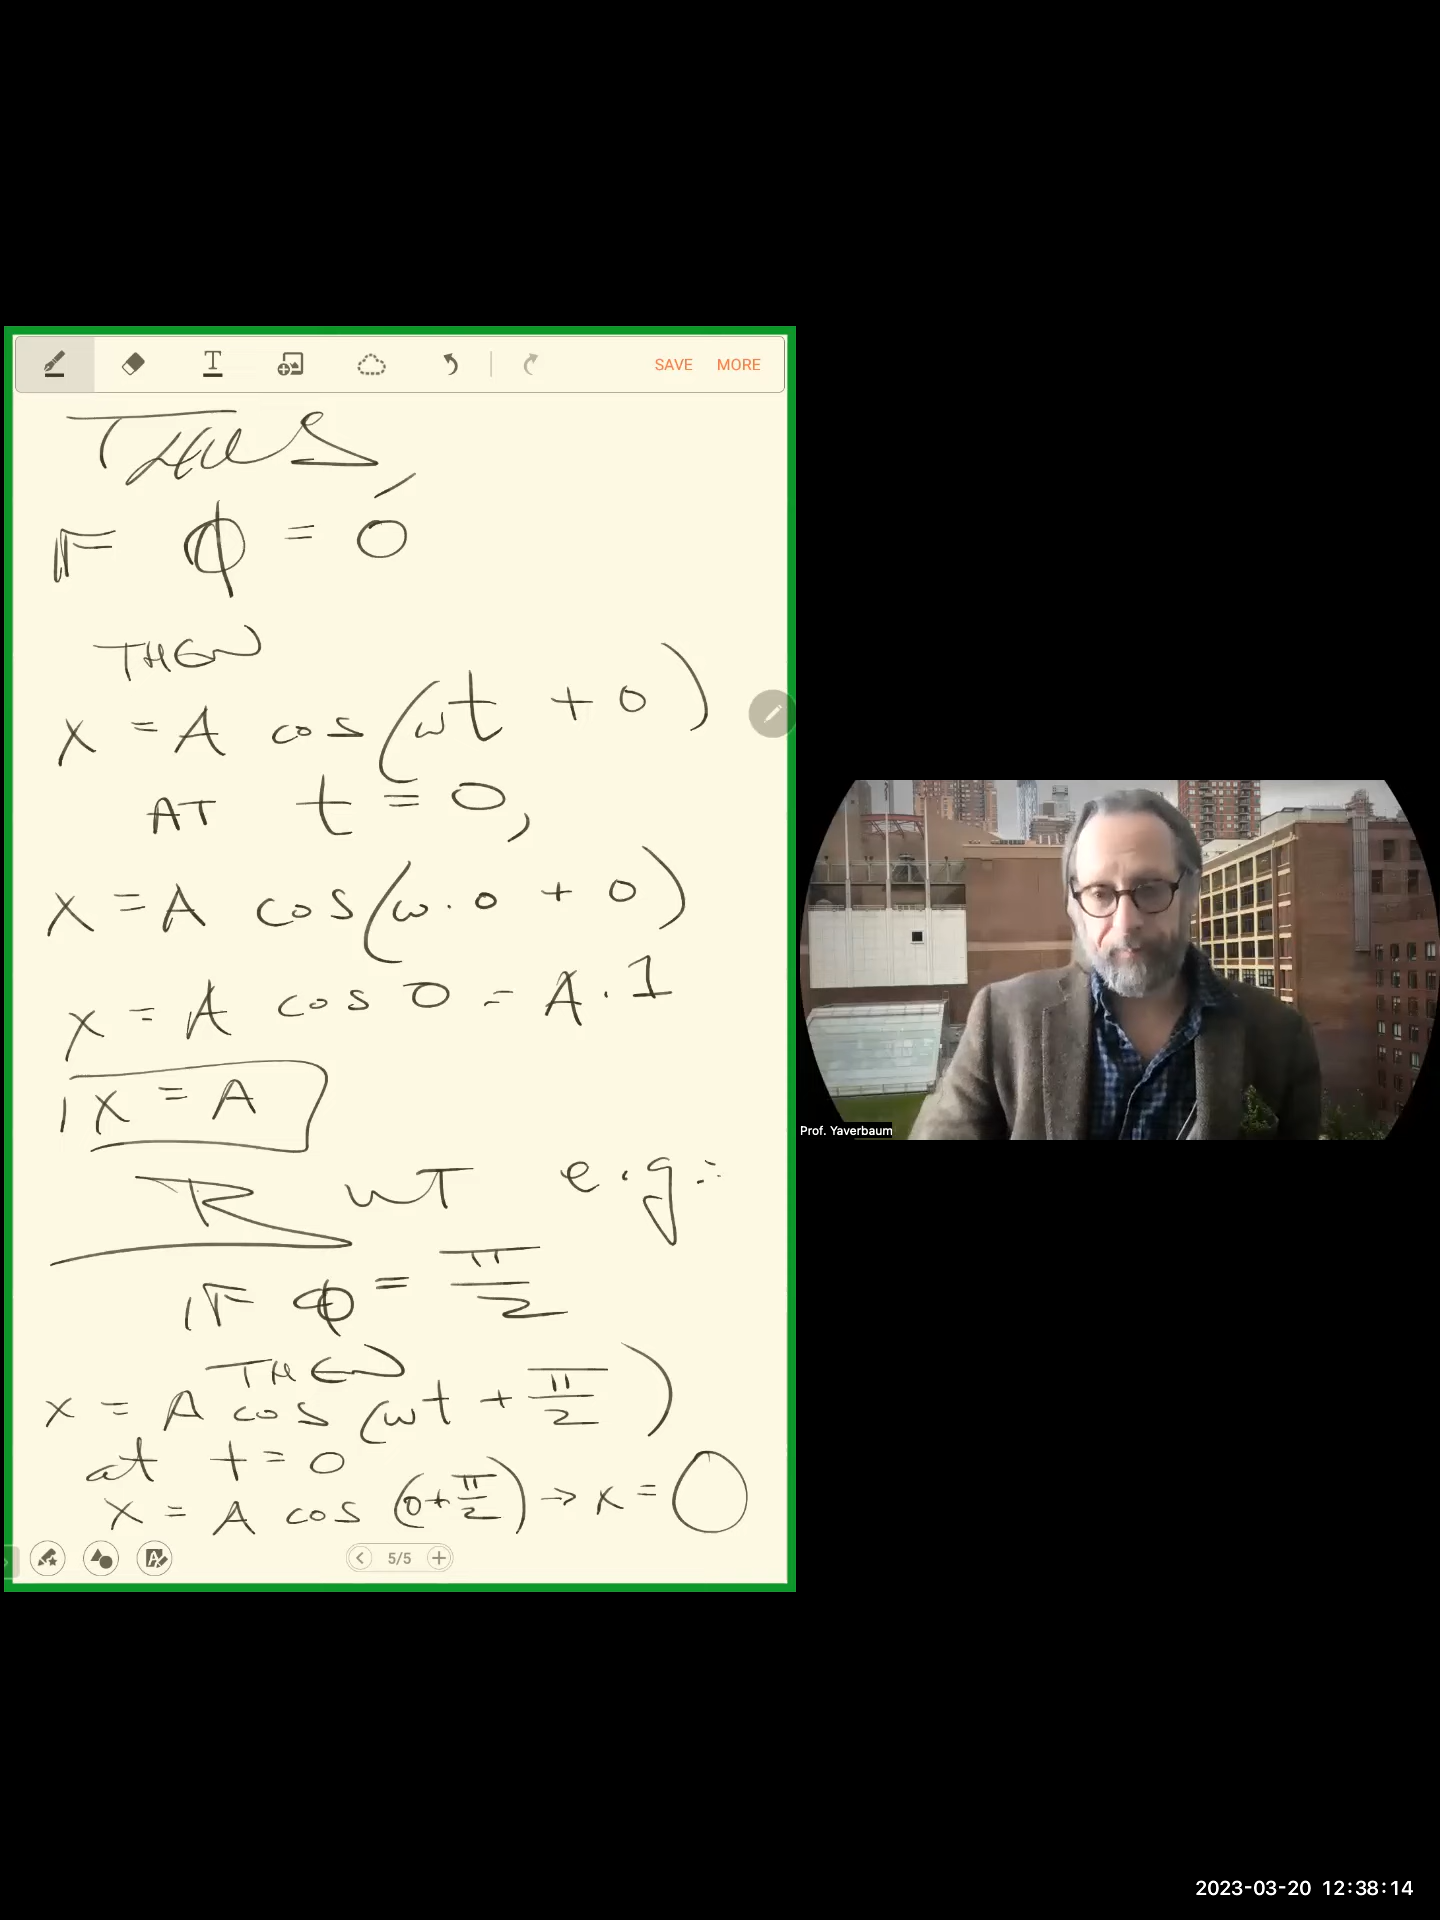 T
SAVE
MORE
THUS,
IF ϕ = 0
THEN
x = A cos(ωt + 0)
AT t = 0,
x = A cos(ω·0 + 0)
x = A cos 0 = A·1
x = A
e.g.:
IF ϕ = π/2
THEN
x = A cos(ωt + π/2)
at t = 0
x = A cos (0+π/2) → x = 0
5/5
Prof. Yaverbaum
2023-03-20 12:38:14